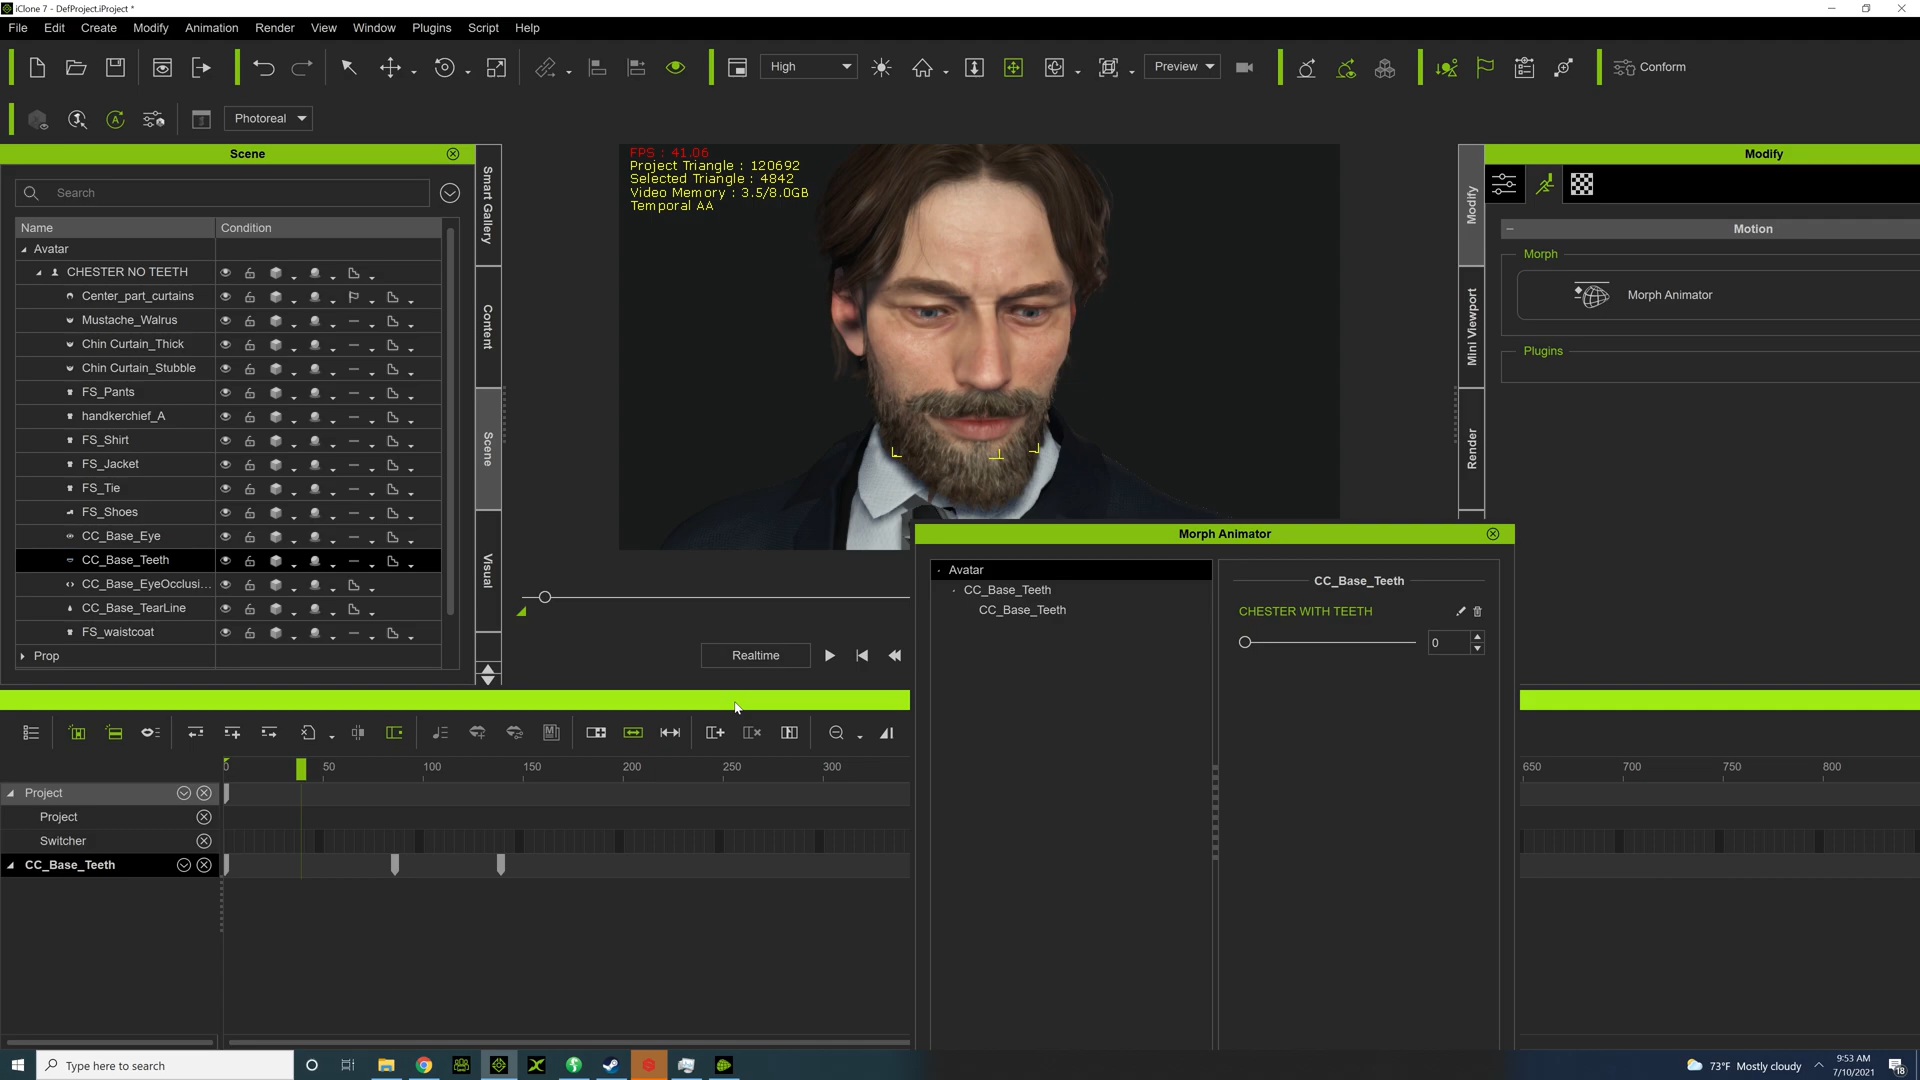 iClone 7 - DefProject.iProject *
File Edit Create Modify Animation Render View Window Plugins Script Help
High
Preview
Conform
Photoreal
Scene
Search
Name Condition
Avatar
CHESTER NO TEETH
Center_part_curtains
Mustache_Walrus
Chin Curtain_Thick
Chin Curtain_Stubble
FS_Pants
handkerchief_A
FS_Shirt
FS_Jacket
FS_Tie
FS_Shoes
CC_Base_Eye
CC_Base_Teeth
CC_Base_EyeOcclusi...
CC_Base_TearLine
FS_waistcoat
Prop
Smart Gallery
Content
Scene
Visual
FPS : 41.06
Project Triangle : 120692
Selected Triangle : 4842
Video Memory : 3.5/8.0GB
Temporal AA
Modify
Mini Viewport
Render
Modify
Motion
Morph
Morph Animator
Plugins
Morph Animator
Avatar
CC_Base_Teeth
CC_Base_Teeth
CC_Base_Teeth
CHESTER WITH TEETH
0
Realtime
0 50 100 150 200 250 300
650 700 750 800
Project
Project
Switcher
CC_Base_Teeth
Type here to search
73°F Mostly cloudy
9:53 AM
7/10/2021
18